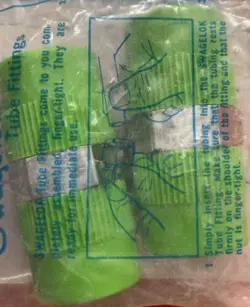 Tube Fittings
SWAGELOK Tube Fittings come to you com-
pletely assembled, finger-tight. They are
ready for immediate use.
1. Simply insert the tubing into the SWAGELOK
Tube Fitting. Make sure that the tubing rests
firmly on the shoulder of the fitting and that the
nut is finger-tight.